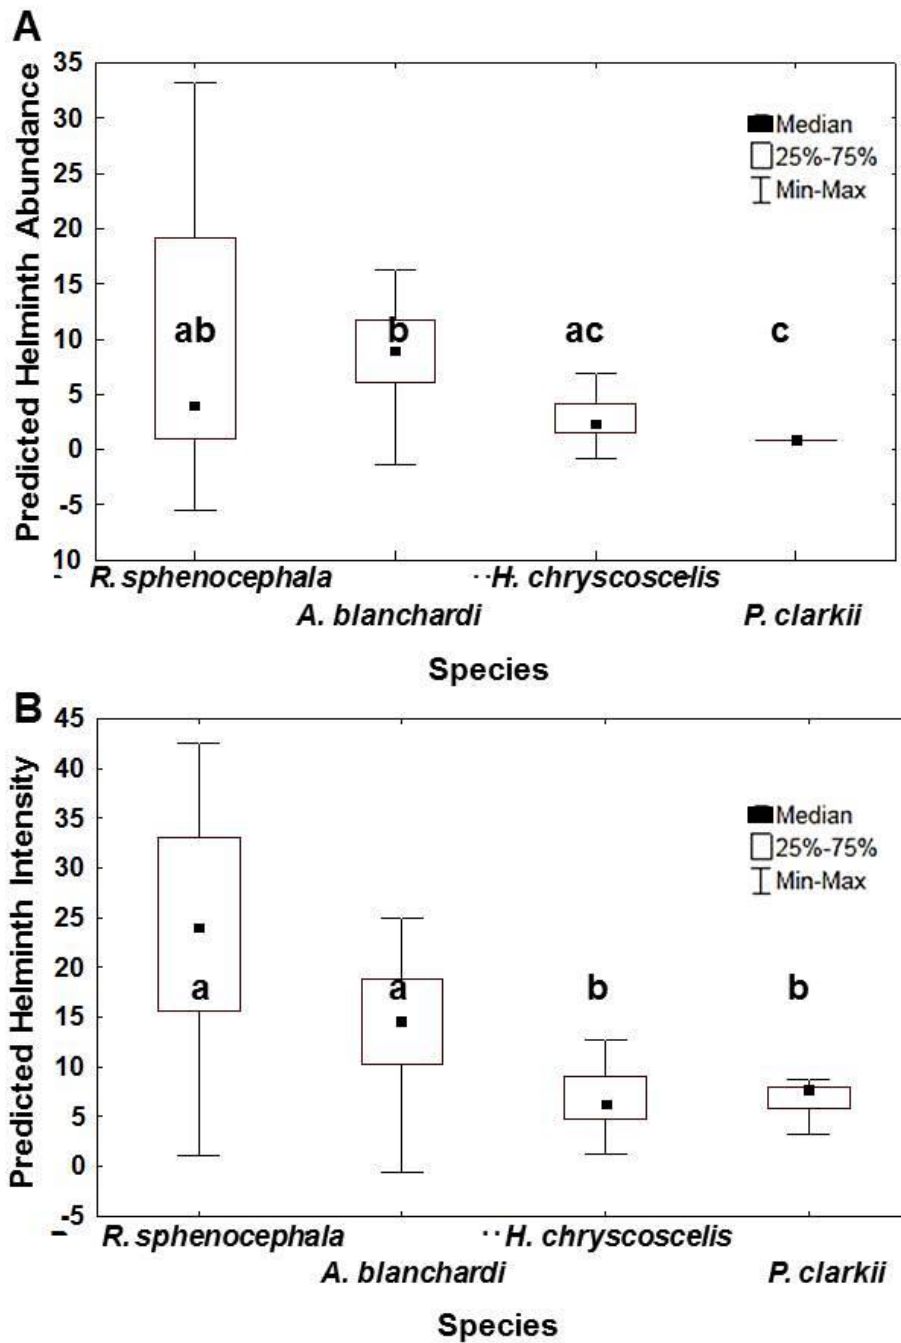 A
Predicted Helminth Abundance
35
30
25
20
15
10
5
0
-5
10
Median
25%-75%
Min-Max
ab
b
ac
c
R. sphenocephala
H. chryscoscelis
A. blanchardi
P. clarkii
Species
B
Predicted Helminth Intensity
45
40
35
30
25
20
15
10
5
0
-5
Median
25%-75%
Min-Max
a
a
b
b
R. sphenocephala
H. chryscoscelis
A. blanchardi
P. clarkii
Species